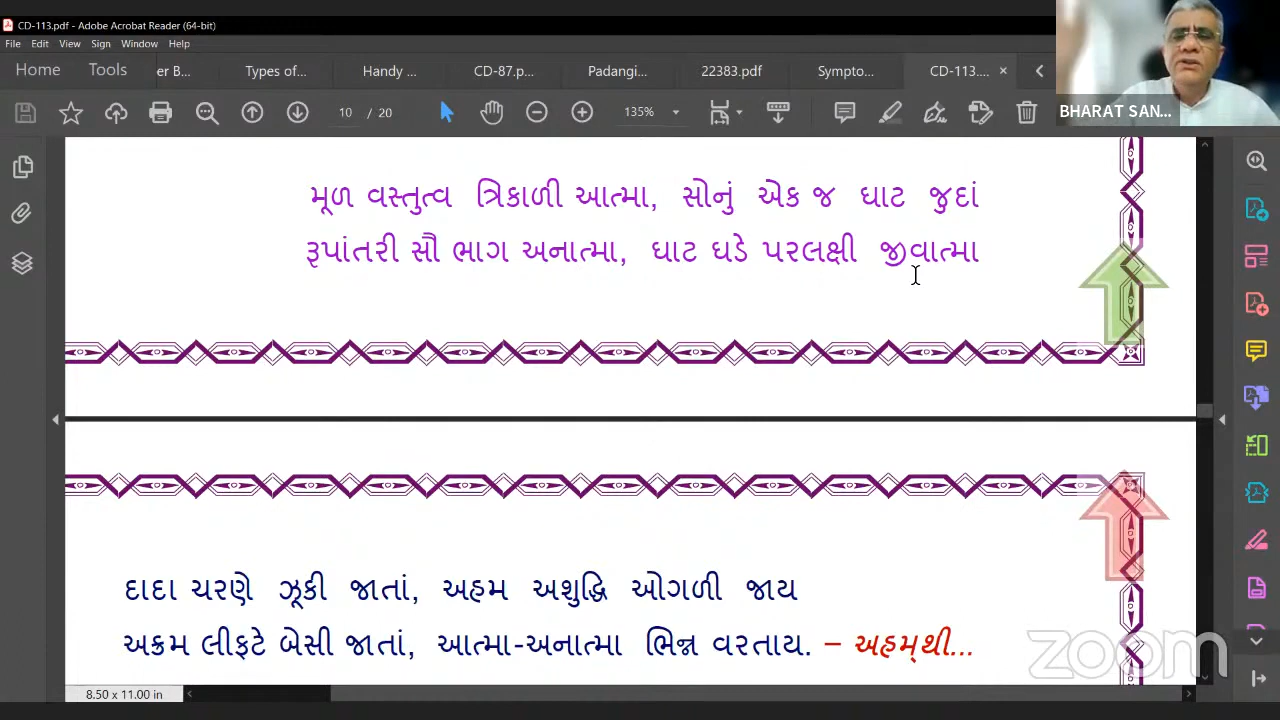 CD-113.pdf - Adobe Acrobat Reader (64-bit)
File Edit View Sign Window Help
Home Tools er B... Types of... Handy ... CD-87.p... Padangi... 22383.pdf Sympto... CD-113.... ×
10 / 20 135%
BHARAT SAN...
મૂળ વસ્તુત્વ ત્રિકાળી આત્મા, સોનું એક જ ઘાટ જુદાં
રૂપાંતરી સૌ ભાગ અનાત્મા, ઘાટ ઘડે પરલક્ષી જીવાત્મા
દાદા ચરણે ઝૂકી જાતાં, અહમ અશુદ્ધિ ઓગળી જાય
અક્રમ લીફટે બેસી જાતાં, આત્મા-અનાત્મા ભિન્ન વરતાય. – અહમ્‌થી...
zoom
8.50 x 11.00 in